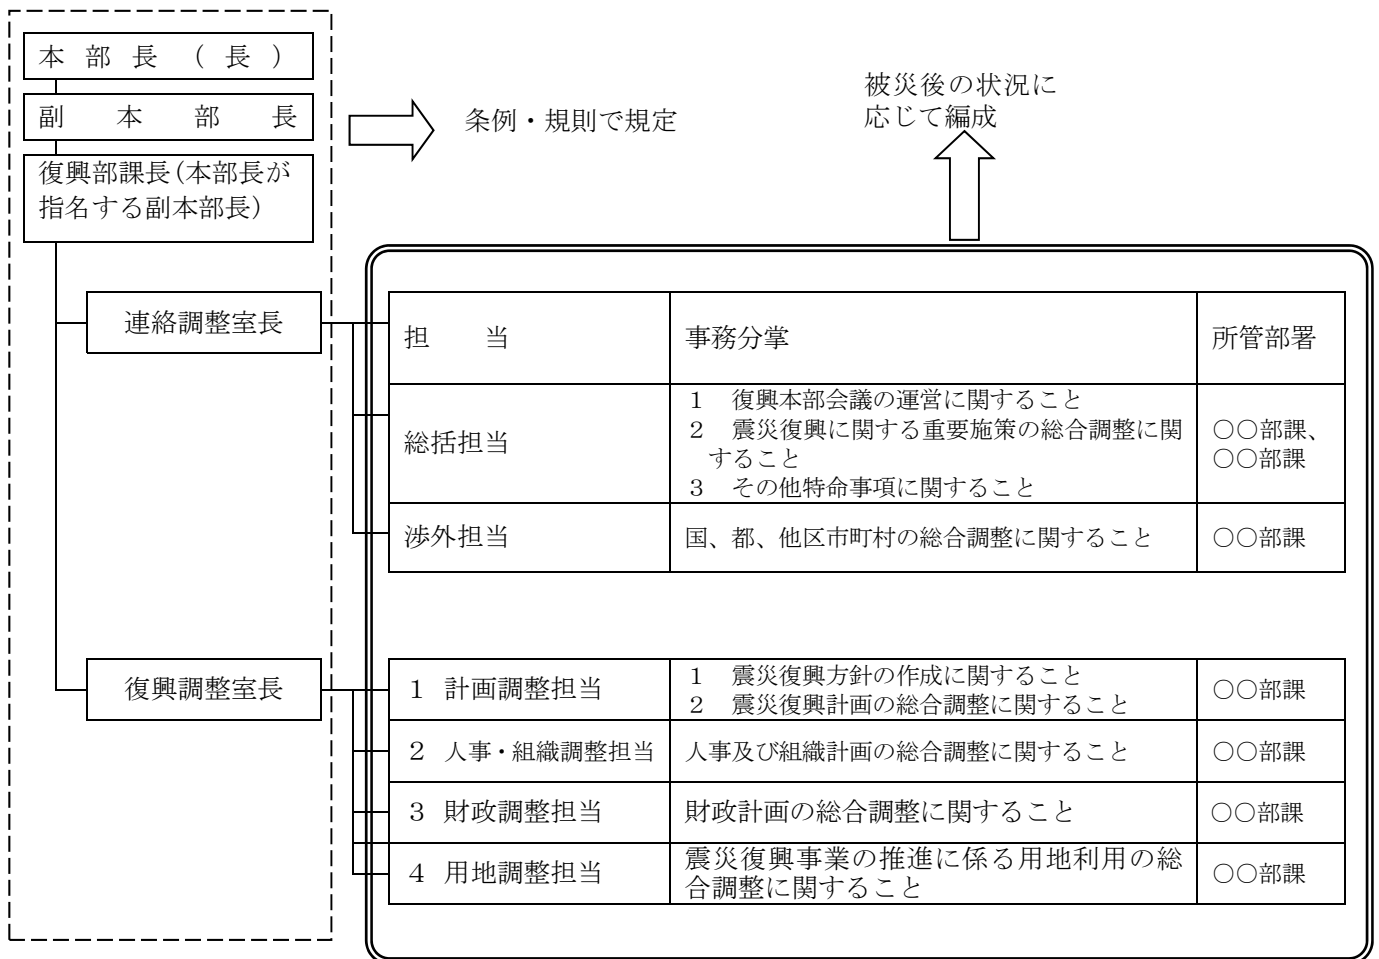 本部長（長）
副本部長
復興部課長（本部長が
指名する副本部長）
条例・規則で規定
被災後の状況に
応じて編成
連絡調整室長
担　当
事務分掌
所管部署
総括担当
１　復興本部会議の運営に関すること
２　震災復興に関する重要施策の総合調整に関
すること
３　その他特命事項に関すること
○○部課、
○○部課
渉外担当
国、都、他区市町村の総合調整に関すること
○○部課
復興調整室長
１ 計画調整担当
１　震災復興方針の作成に関すること
２　震災復興計画の総合調整に関すること
○○部課
２ 人事・組織調整担当
人事及び組織計画の総合調整に関すること
○○部課
３ 財政調整担当
財政計画の総合調整に関すること
○○部課
４ 用地調整担当
震災復興事業の推進に係る用地利用の総
合調整に関すること
○○部課